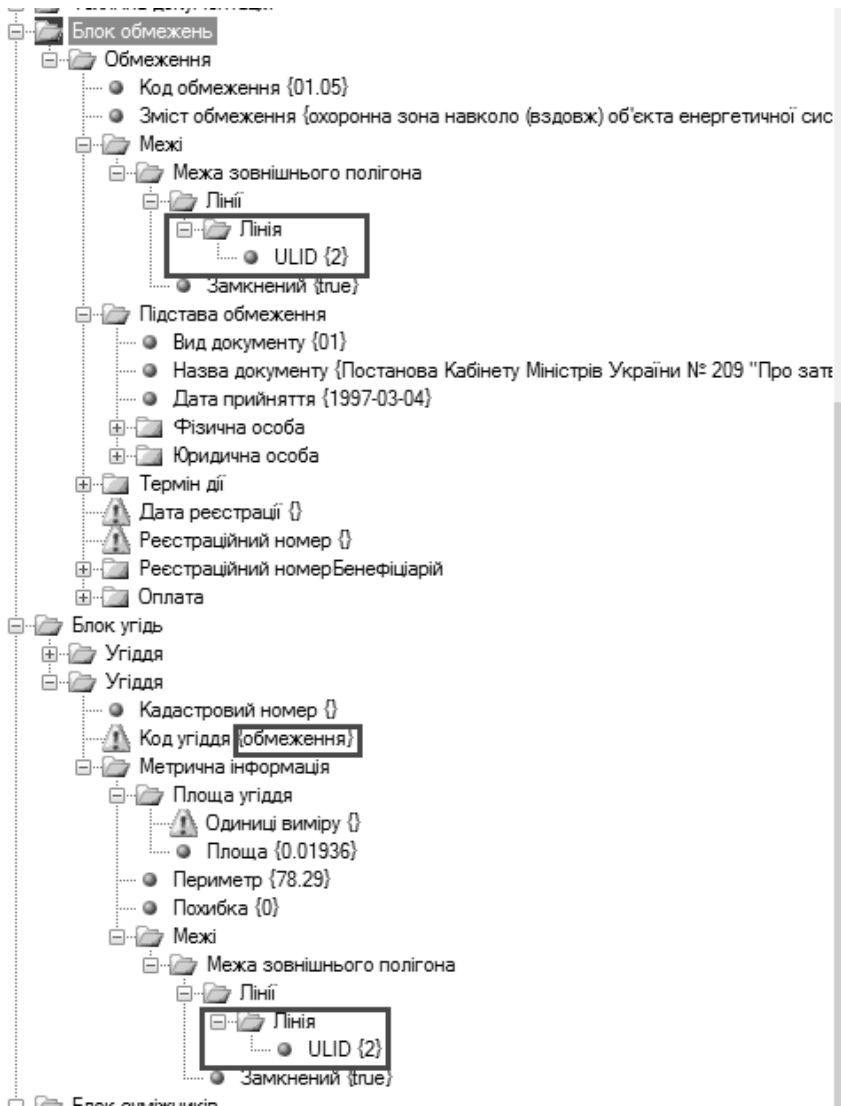 Блок обмежень
Обмеження
Код обмеження {01.05}
Зміст обмеження {охоронна зона навколо (вздовж) об'єкта енергетичної сис
Межі
Межа зовнішнього полігона
Лінії
Лінія
ULID {2}
Замкнений {true}
Підстава обмеження
Вид документу {01}
Назва документу {Постанова Кабінету Міністрів України № 209 "Про затв
Дата прийняття {1997-03-04}
Фізична особа
Юридична особа
Термін дії
Дата реєстрації {}
Реєстраційний номер {}
Реєстраційний номерБенефіціарій
Оплата
Блок угідь
Угіддя
Угіддя
Кадастровий номер {}
Код угіддя {обмеження}
Метрична інформація
Площа угіддя
Одиниці виміру {}
Площа {0.01936}
Периметр {78.29}
Похибка {0}
Межі
Межа зовнішнього полігона
Лінії
Лінія
ULID {2}
Замкнений {true}